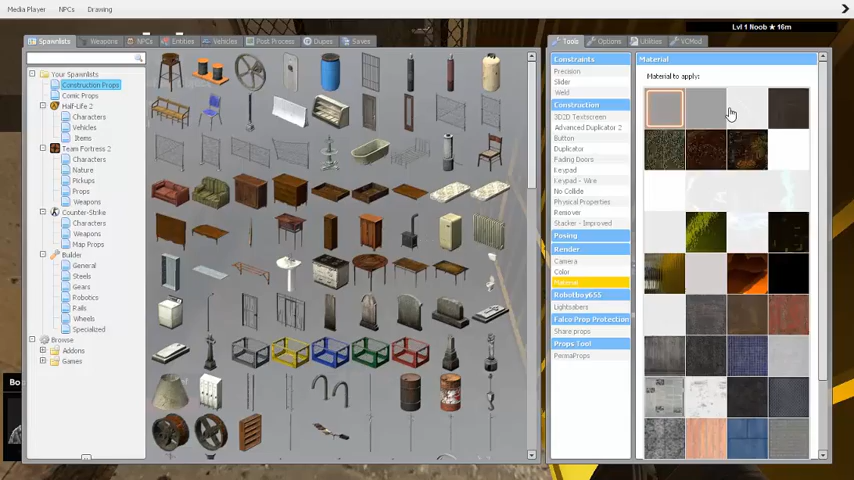 Media Player NPCs Drawing
Lvl 1 Noob ★ 16m
Spawnlists Weapons NPCs Entities Vehicles Post Process Dupes Saves
Your Spawnlists
Construction Props
Comic Props
Half-Life 2
Characters
Vehicles
Items
Team Fortress 2
Characters
Nature
Pickups
Props
Weapons
Counter-Strike
Characters
Weapons
Map Props
Builder
General
Steels
Gears
Robotics
Rails
Wheels
Specialized
Browse
Addons
Games
Bo
Tools Options Utilities VCMod
Constraints
Precision
Slider
Weld
Construction
3D2D Textscreen
Advanced Duplicator 2
Button
Duplicator
Fading Doors
Keypad
Keypad - Wire
No Collide
Physical Properties
Remover
Stacker - Improved
Posing
Render
Camera
Color
Material
Robotboy655
Lightsabers
Falco Prop Protection
Share props
Props Tool
PermaProps
Material
Material to apply: